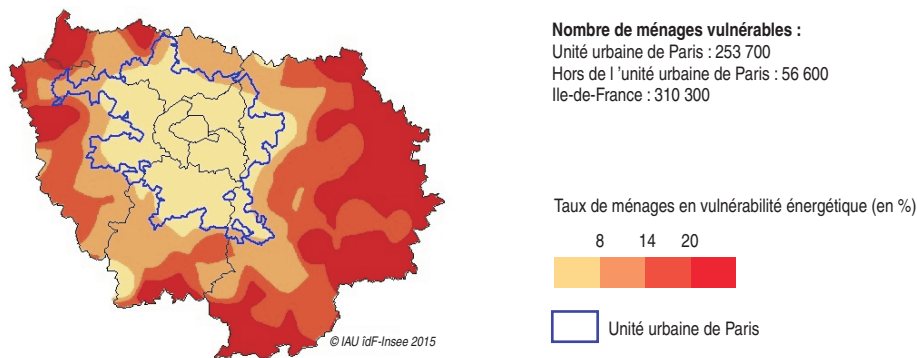 Nombre de ménages vulnérables :
Unité urbaine de Paris : 253 700
Hors de l 'unité urbaine de Paris : 56 600
Ile-de-France : 310 300
Taux de ménages en vulnérabilité énergétique (en %)
8 14 20
Unité urbaine de Paris
© IAU îdF-Insee 2015